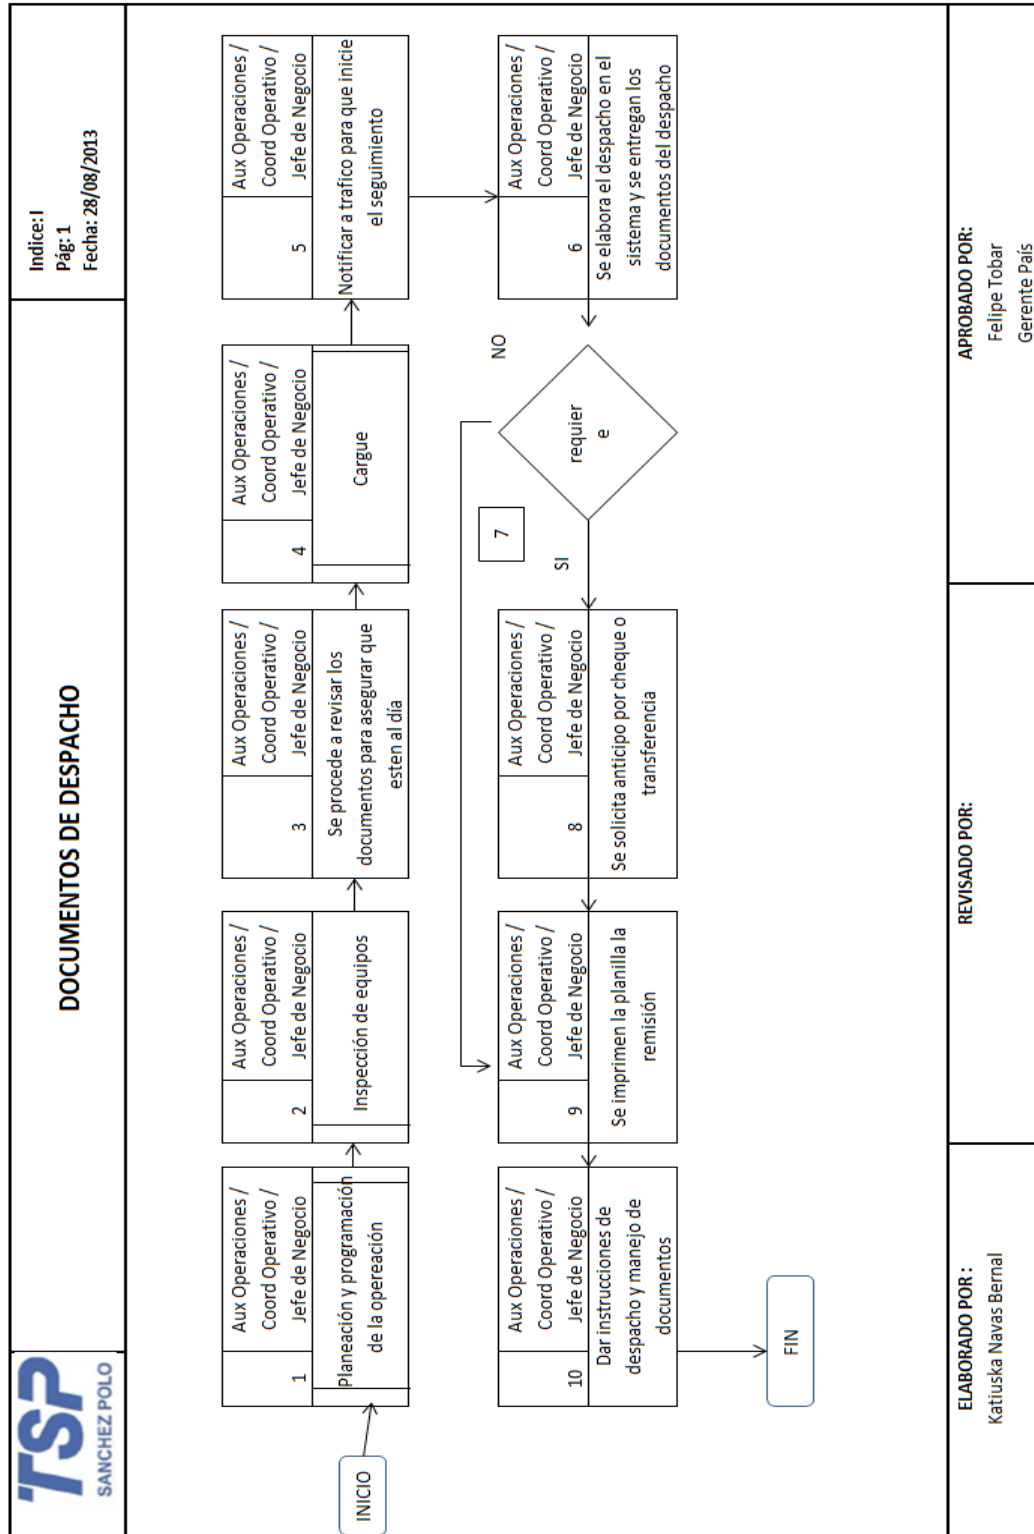 TSP
SANCHEZ POLO
DOCUMENTOS DE DESPACHO
Indice: I
Pág: 1
Fecha: 28/08/2013
INICIO
1
Aux Operaciones /
Coord Operativo /
Jefe de Negocio
Planeación y programación
de la opereación
2
Aux Operaciones /
Coord Operativo /
Jefe de Negocio
Inspección de equipos
3
Aux Operaciones /
Coord Operativo /
Jefe de Negocio
Se procede a revisar los
documentos para asegurar que
esten al día
4
Aux Operaciones /
Coord Operativo /
Jefe de Negocio
Cargue
5
Aux Operaciones /
Coord Operativo /
Jefe de Negocio
Notificar a trafico para que inicie
el seguimiento
6
Aux Operaciones /
Coord Operativo /
Jefe de Negocio
Se elabora el despacho en el
sistema y se entregan los
documentos del despacho
NO
requier
e
7
SI
8
Aux Operaciones /
Coord Operativo /
Jefe de Negocio
Se solicita anticipo por cheque o
transferencia
9
Aux Operaciones /
Coord Operativo /
Jefe de Negocio
Se imprimen la planilla la
remisión
10
Aux Operaciones /
Coord Operativo /
Jefe de Negocio
Dar instrucciones de
despacho y manejo de
documentos
FIN
ELABORADO POR :
Katiuska Navas Bernal
REVISADO POR:
APROBADO POR:
Felipe Tobar
Gerente País